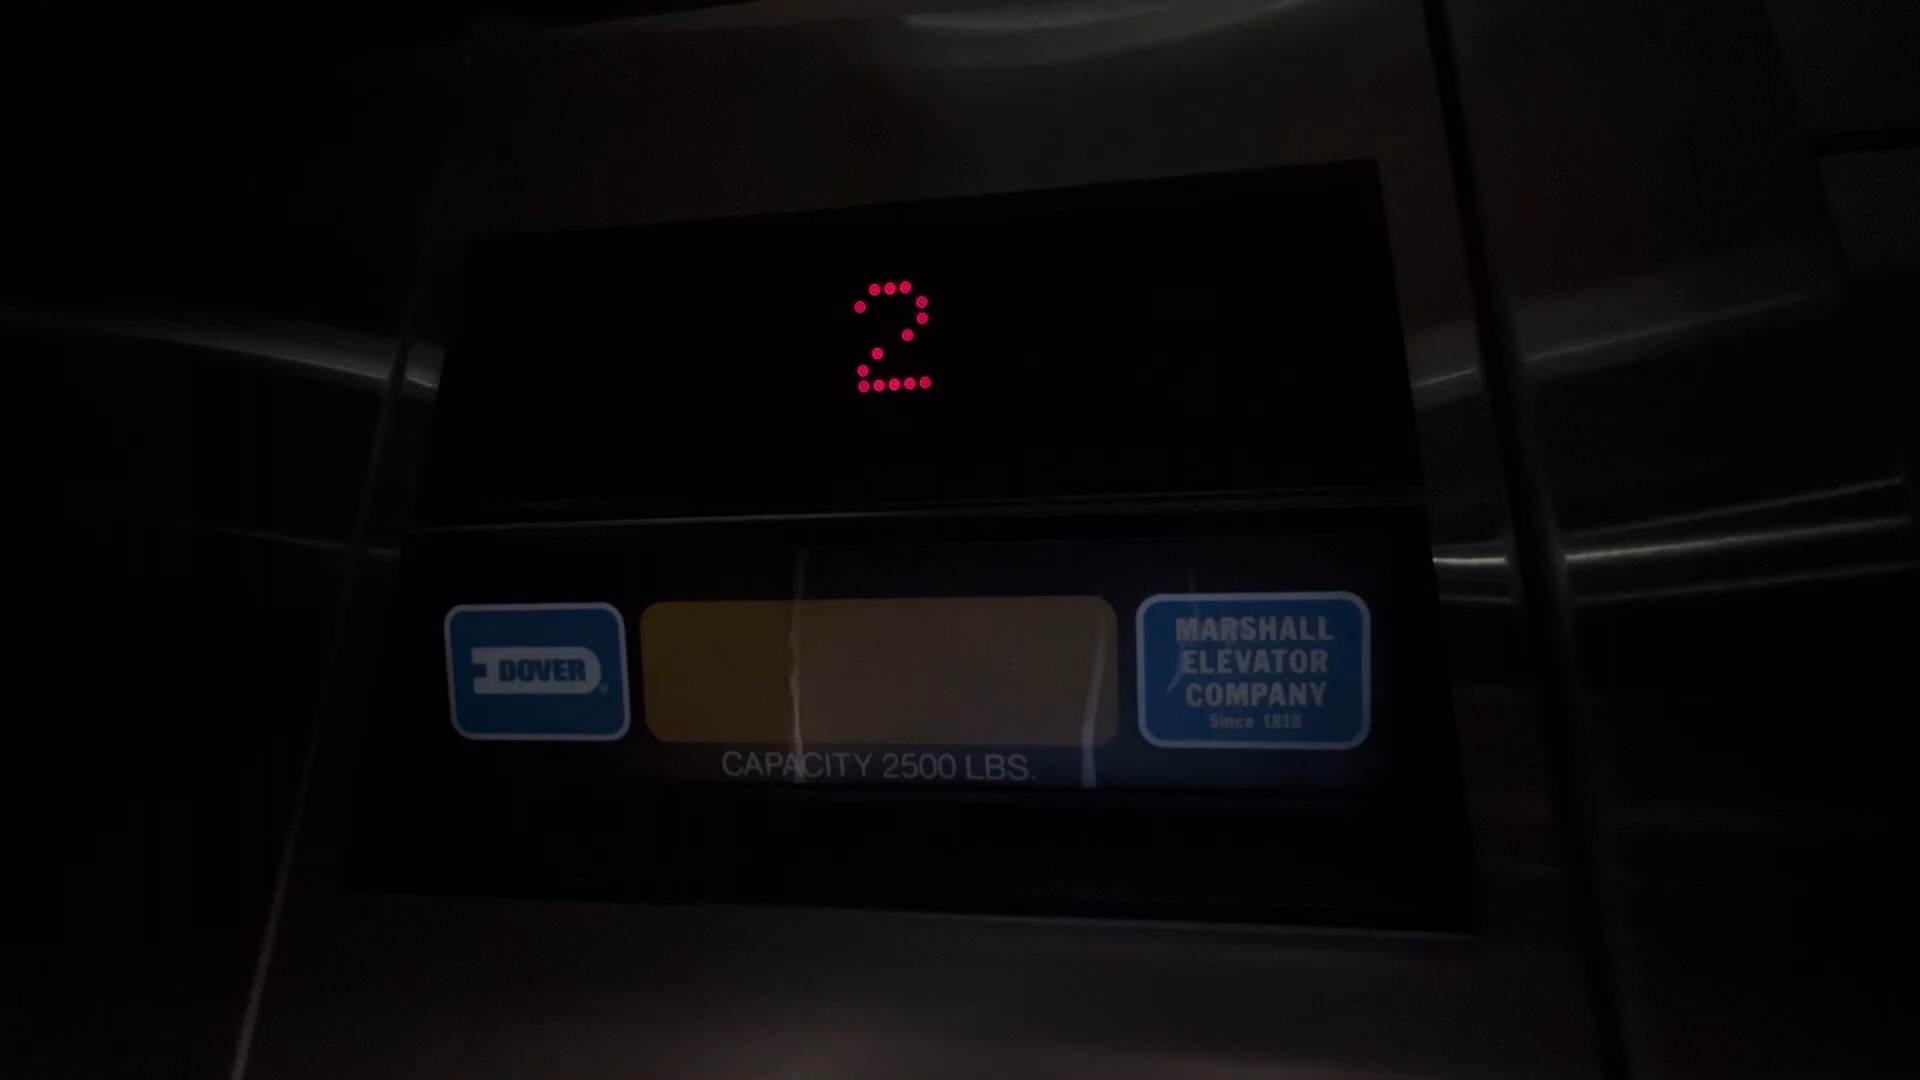 2
DOVER®
MARSHALL
ELEVATOR
COMPANY
Since 1818
CAPACITY 2500 LBS.